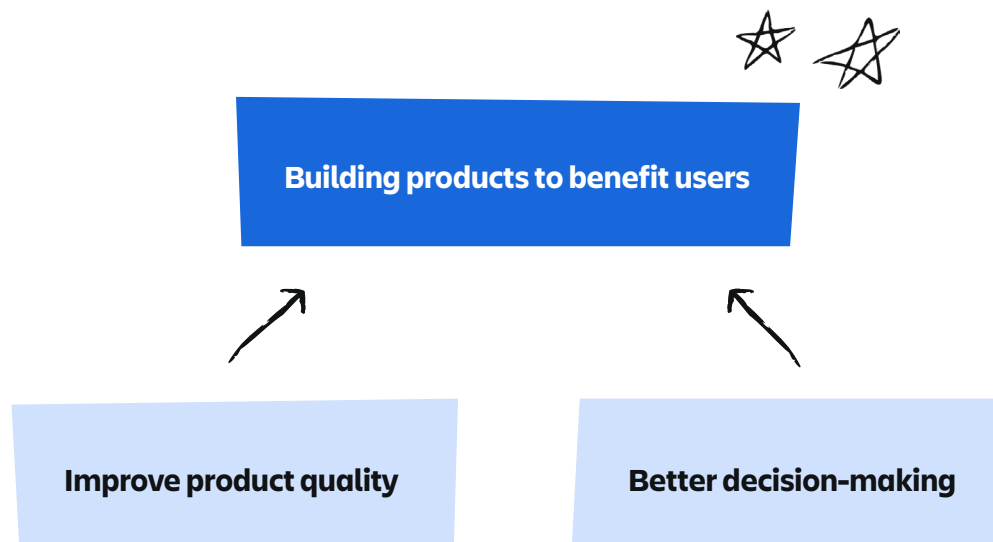 Building products to benefit users
Improve product quality
Better decision-making